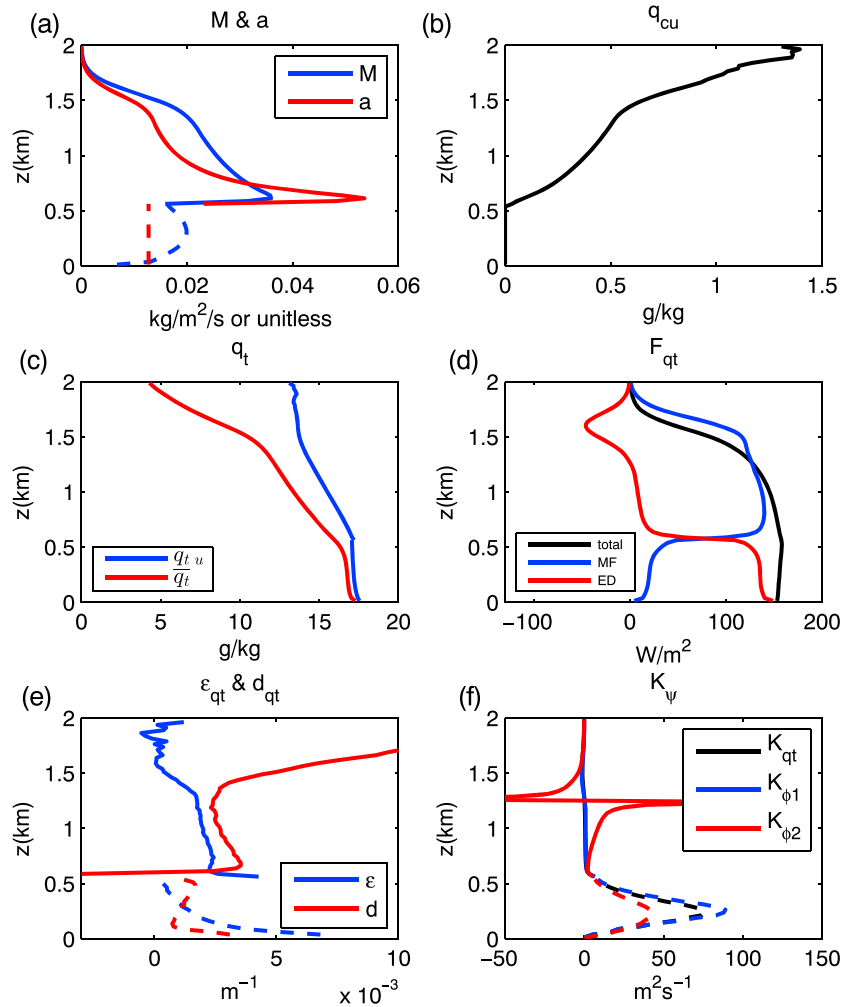 (a)
M & a
z(km)
2
1.5
1
0.5
0
M
a
0
0.02
0.04
0.06
kg/m²/s or unitless
(b)
q_cu
z(km)
2
1.5
1
0.5
0
0
0.5
1
1.5
g/kg
(c)
q_t
z(km)
2
1.5
1
0.5
0
q_t u
q_t
0
5
10
15
20
g/kg
(d)
F_qt
z(km)
2
1.5
1
0.5
0
total
MF
ED
−100
0
100
200
W/m²
(e)
ε_qt & d_qt
z(km)
2
1.5
1
0.5
0
ε
d
0
5
10
m⁻¹
x 10⁻³
(f)
K_ψ
z(km)
2
1.5
1
0.5
0
K_qt
K_ϕ1
K_ϕ2
−50
0
50
100
150
m²s⁻¹